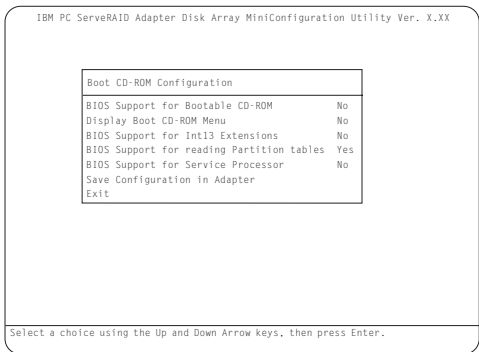 IBM PC ServeRAID Adapter Disk Array MiniConfiguration Utility Ver. X.XX
Boot CD-ROM Configuration
BIOS Support for Bootable CD-ROM No
Display Boot CD-ROM Menu No
BIOS Support for Int13 Extensions No
BIOS Support for reading Partition tables Yes
BIOS Support for Service Processor No
Save Configuration in Adapter
Exit
Select a choice using the Up and Down Arrow keys, then press Enter.